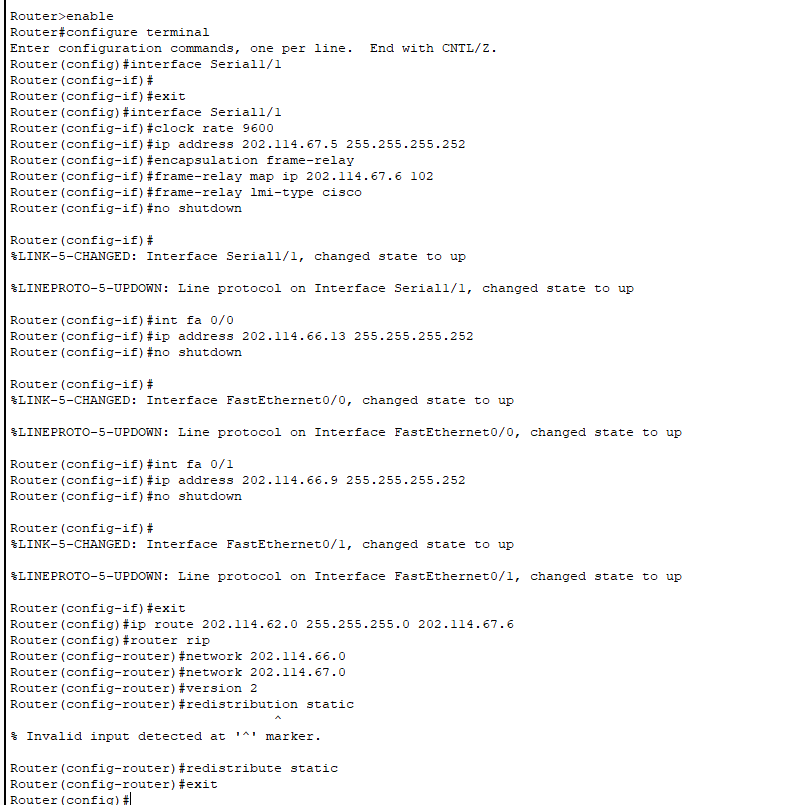 Router>enable
Router#configure terminal
Enter configuration commands, one per line.  End with CNTL/Z.
Router(config)#interface Serial1/1
Router(config-if)#
Router(config-if)#exit
Router(config)#interface Serial1/1
Router(config-if)#clock rate 9600
Router(config-if)#ip address 202.114.67.5 255.255.255.252
Router(config-if)#encapsulation frame-relay
Router(config-if)#frame-relay map ip 202.114.67.6 102
Router(config-if)#frame-relay lmi-type cisco
Router(config-if)#no shutdown
Router(config-if)#
%LINK-5-CHANGED: Interface Serial1/1, changed state to up
%LINEPROTO-5-UPDOWN: Line protocol on Interface Serial1/1, changed state to up
Router(config-if)#int fa 0/0
Router(config-if)#ip address 202.114.66.13 255.255.255.252
Router(config-if)#no shutdown
Router(config-if)#
%LINK-5-CHANGED: Interface FastEthernet0/0, changed state to up
%LINEPROTO-5-UPDOWN: Line protocol on Interface FastEthernet0/0, changed state to up
Router(config-if)#int fa 0/1
Router(config-if)#ip address 202.114.66.9 255.255.255.252
Router(config-if)#no shutdown
Router(config-if)#
%LINK-5-CHANGED: Interface FastEthernet0/1, changed state to up
%LINEPROTO-5-UPDOWN: Line protocol on Interface FastEthernet0/1, changed state to up
Router(config-if)#exit
Router(config)#ip route 202.114.62.0 255.255.255.0 202.114.67.6
Router(config)#router rip
Router(config-router)#network 202.114.66.0
Router(config-router)#network 202.114.67.0
Router(config-router)#version 2
Router(config-router)#redistribution static
^
% Invalid input detected at '^' marker.
Router(config-router)#redistribute static
Router(config-router)#exit
Router(config)#